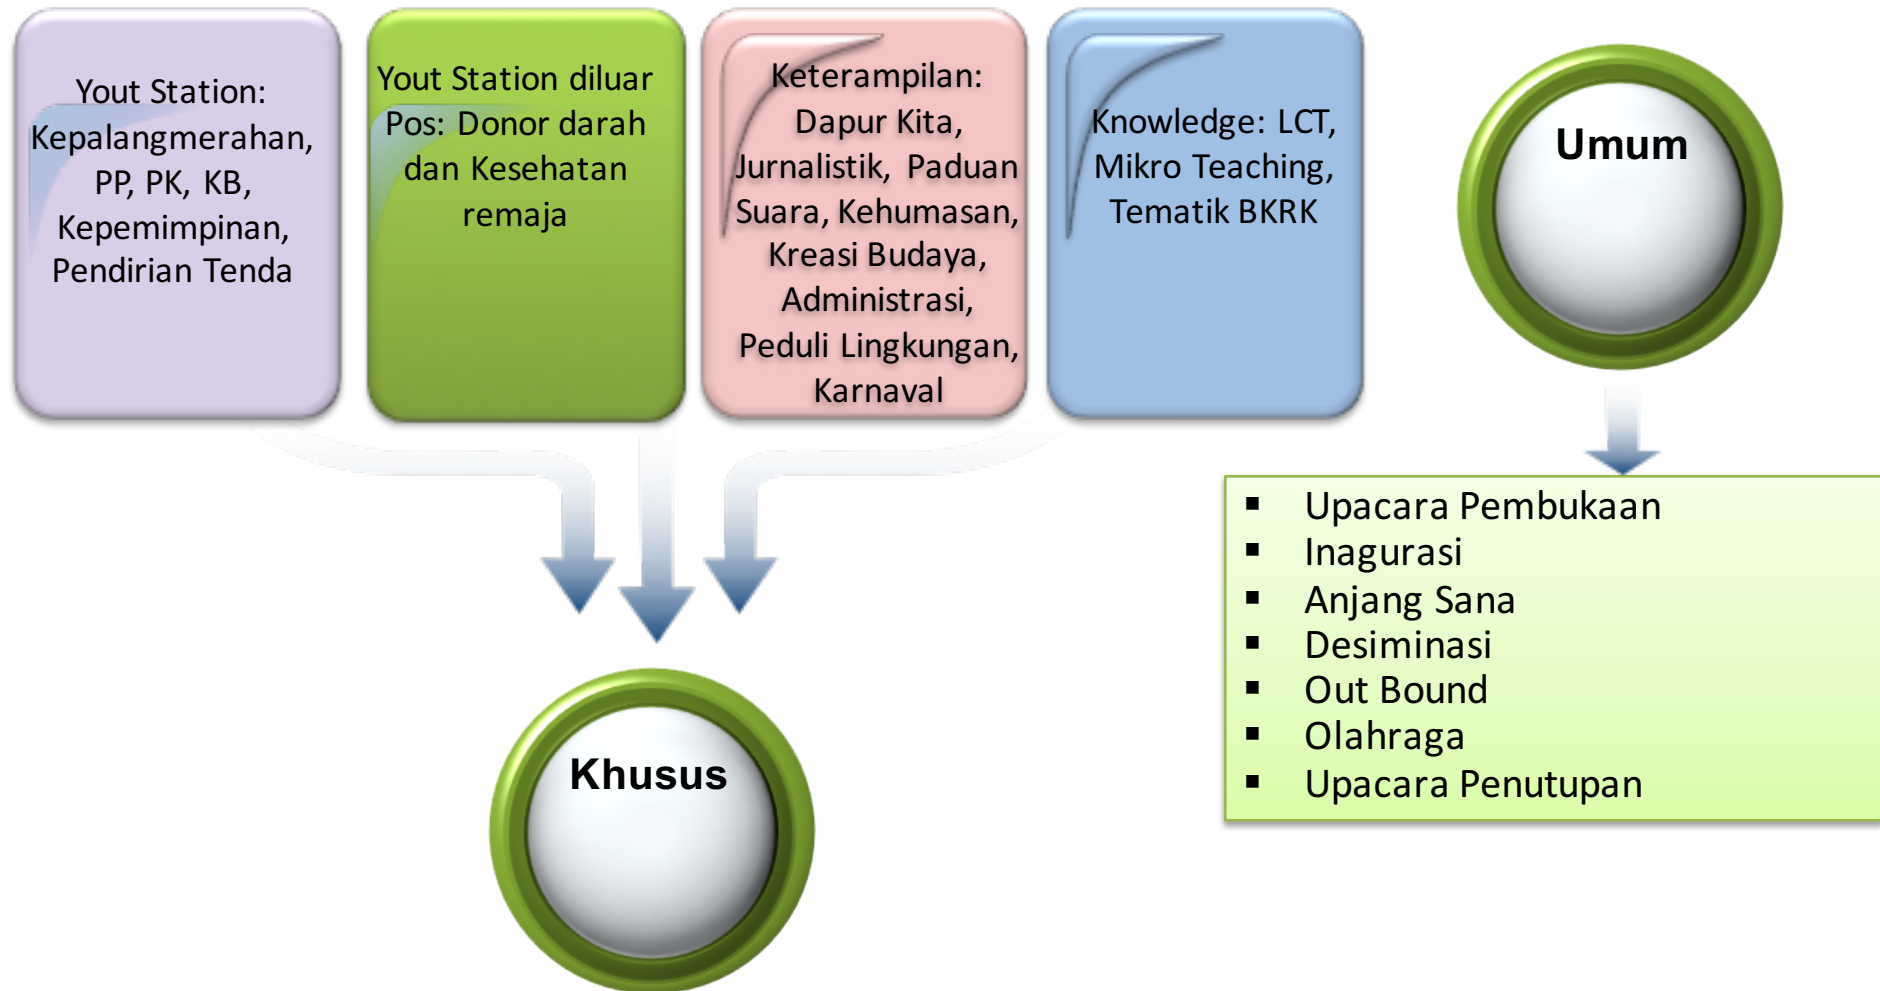 Yout Station:
Kepalangmerahan,
PP, PK, KB,
Kepemimpinan,
Pendirian Tenda
Yout Station diluar
Pos: Donor darah
dan Kesehatan
remaja
Keterampilan:
Dapur Kita,
Jurnalistik, Paduan
Suara, Kehumasan,
Kreasi Budaya,
Administrasi,
Peduli Lingkungan,
Karnaval
Knowledge: LCT,
Mikro Teaching,
Tematik BKRK
Umum
▪ Upacara Pembukaan
▪ Inagurasi
▪ Anjang Sana
▪ Desiminasi
▪ Out Bound
▪ Olahraga
▪ Upacara Penutupan
Khusus